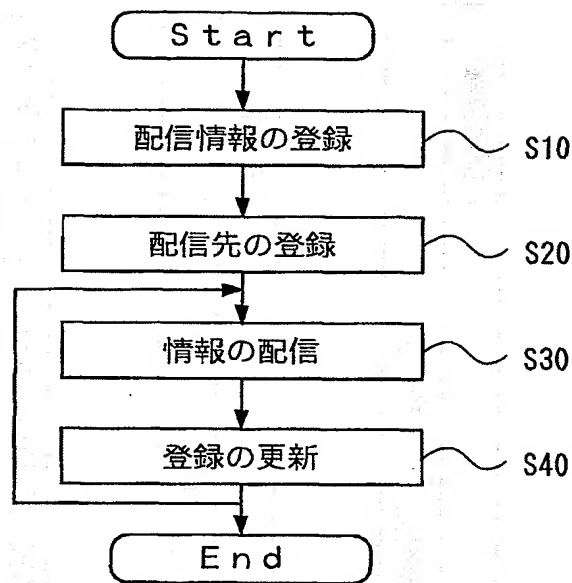 Start
配信情報の登録
S10
配信先の登録
S20
情報の配信
S30
登録の更新
S40
End